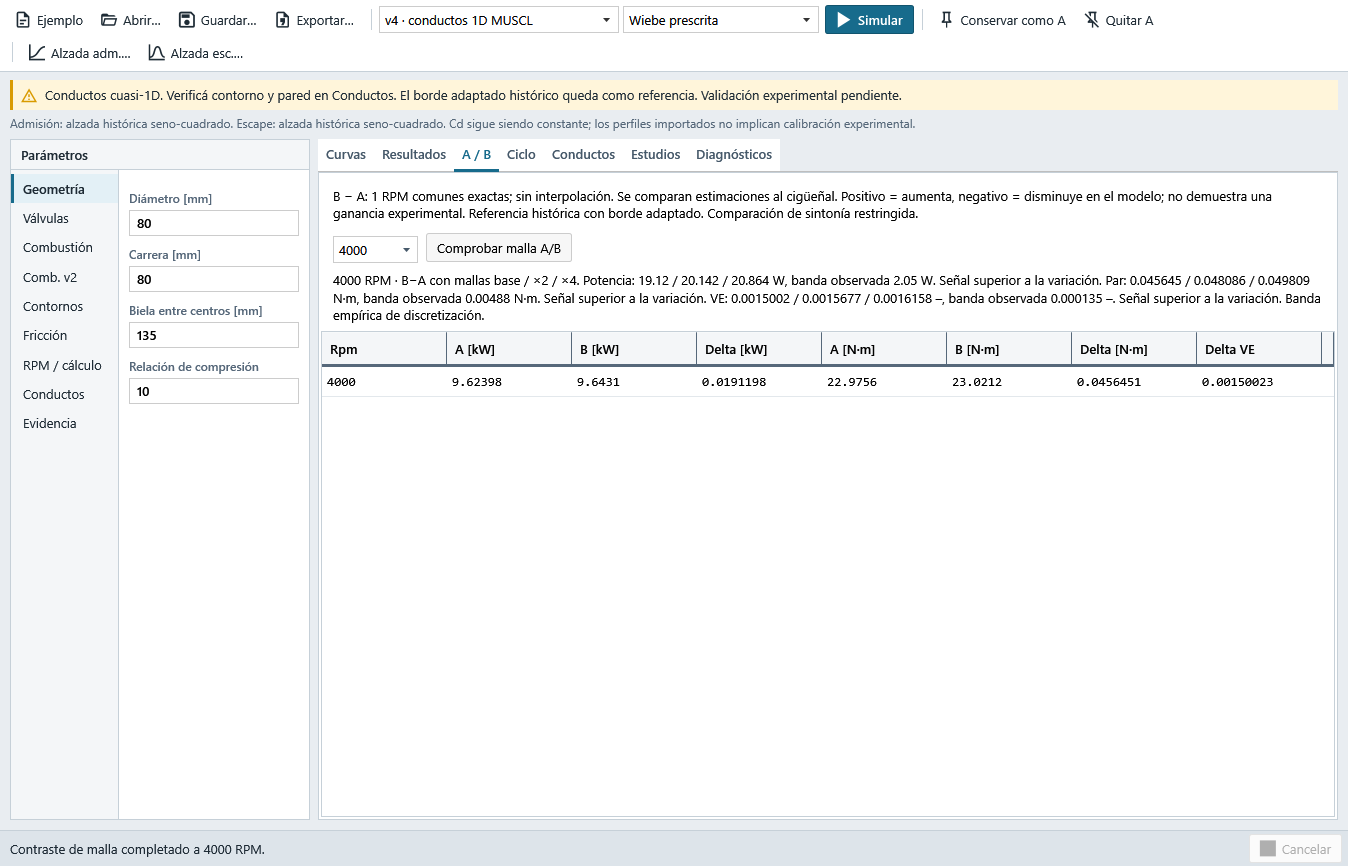 Ejemplo Abrir... Guardar... Exportar... v4 · conductos 1D MUSCL Wiebe prescrita Simular Conservar como A Quitar A
Alzada adm.... Alzada esc....
Conductos cuasi-1D. Verificá contorno y pared en Conductos. El borde adaptado histórico queda como referencia. Validación experimental pendiente.
Admisión: alzada histórica seno-cuadrado. Escape: alzada histórica seno-cuadrado. Cd sigue siendo constante; los perfiles importados no implican calibración experimental.
Parámetros
Geometría
Válvulas
Combustión
Comb. v2
Contornos
Fricción
RPM / cálculo
Conductos
Evidencia
Diámetro [mm]
80
Carrera [mm]
80
Biela entre centros [mm]
135
Relación de compresión
10
Curvas Resultados A / B Ciclo Conductos Estudios Diagnósticos
B − A: 1 RPM comunes exactas; sin interpolación. Se comparan estimaciones al cigüeñal. Positivo = aumenta, negativo = disminuye en el modelo; no demuestra una
ganancia experimental. Referencia histórica con borde adaptado. Comparación de sintonía restringida.
4000 Comprobar malla A/B
4000 RPM · B−A con mallas base / ×2 / ×4. Potencia: 19.12 / 20.142 / 20.864 W, banda observada 2.05 W. Señal superior a la variación. Par: 0.045645 / 0.048086 / 0.049809
N·m, banda observada 0.00488 N·m. Señal superior a la variación. VE: 0.0015002 / 0.0015677 / 0.0016158 –, banda observada 0.000135 –. Señal superior a la variación. Banda
empírica de discretización.
Rpm A [kW] B [kW] Delta [kW] A [N·m] B [N·m] Delta [N·m] Delta VE
4000 9.62398 9.6431 0.0191198 22.9756 23.0212 0.0456451 0.00150023
Contraste de malla completado a 4000 RPM.
Cancelar